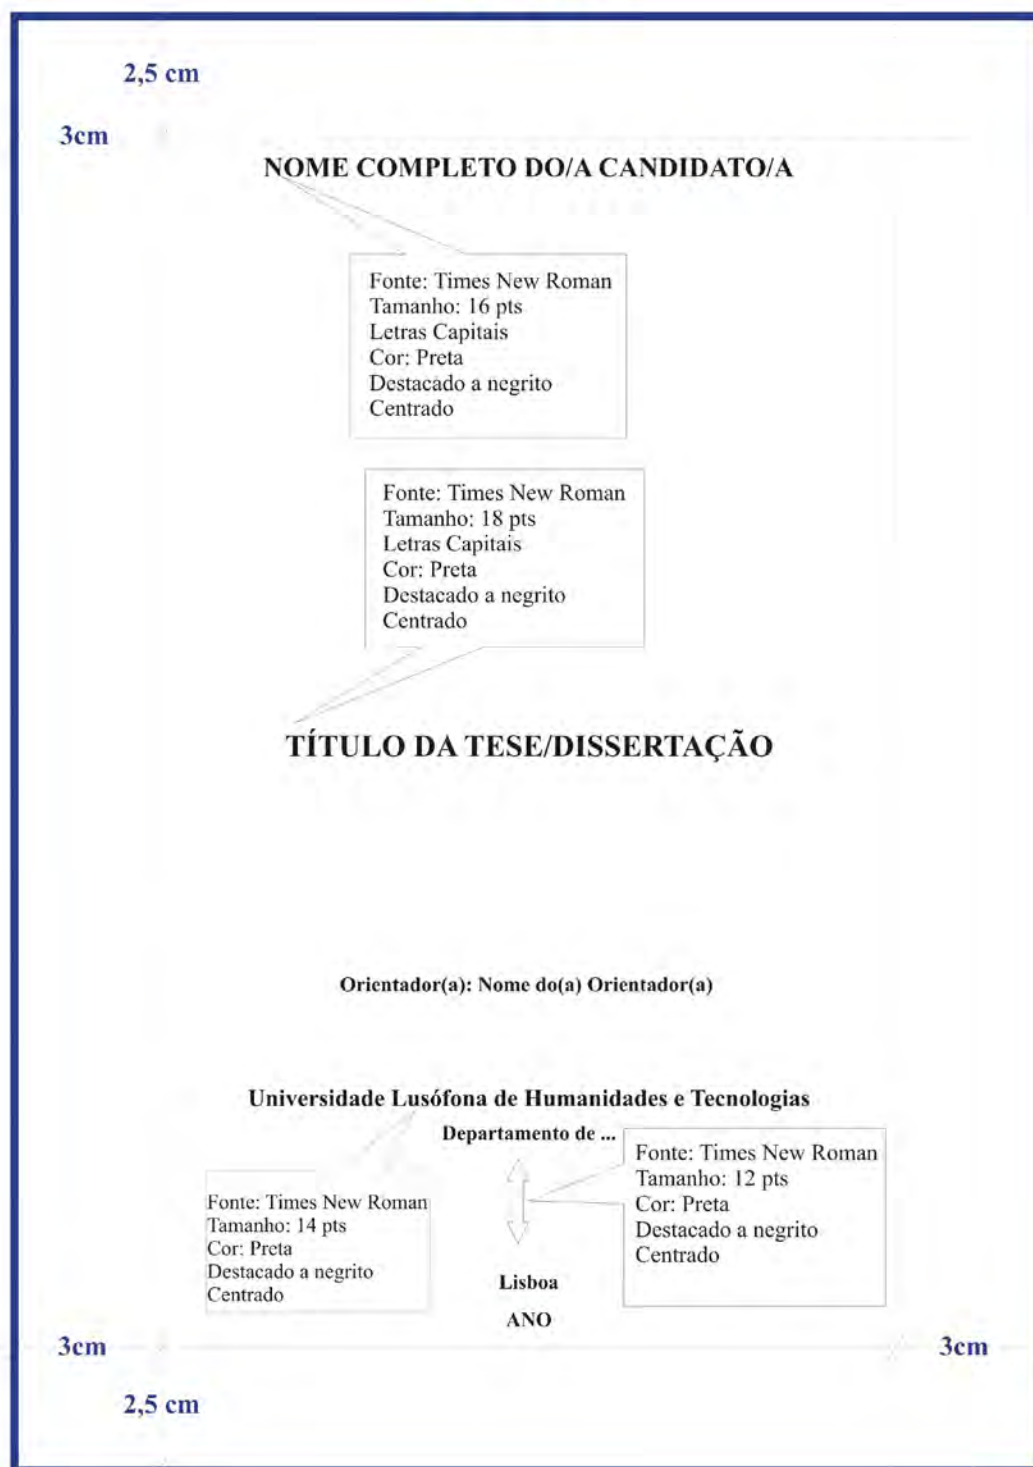 2,5 cm
3cm
NOME COMPLETO DO/A CANDIDATO/A
Fonte: Times New Roman
Tamanho: 16 pts
Letras Capitais
Cor: Preta
Destacado a negrito
Centrado
Fonte: Times New Roman
Tamanho: 18 pts
Letras Capitais
Cor: Preta
Destacado a negrito
Centrado
TÍTULO DA TESE/DISSERTAÇÃO
Orientador(a): Nome do(a) Orientador(a)
Universidade Lusófona de Humanidades e Tecnologias
Departamento de ...
Fonte: Times New Roman
Tamanho: 14 pts
Cor: Preta
Destacado a negrito
Centrado
Fonte: Times New Roman
Tamanho: 12 pts
Cor: Preta
Destacado a negrito
Centrado
Lisboa
ANO
3cm
3cm
2,5 cm